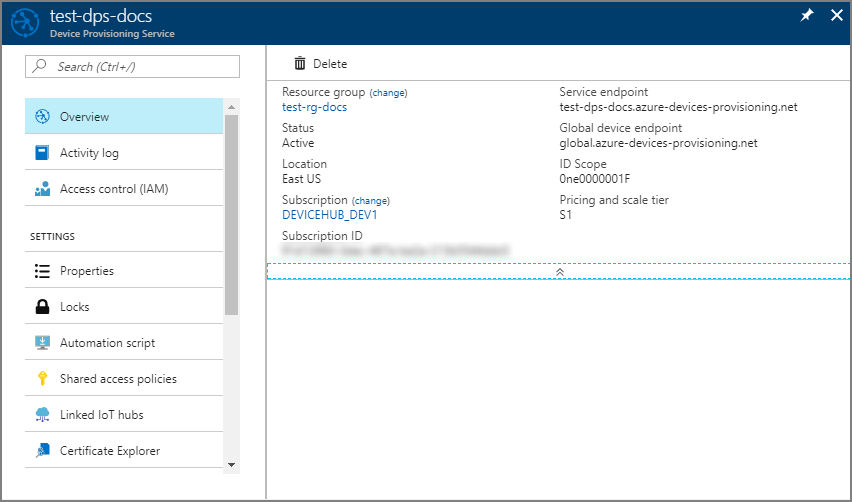 test-dps-docs
Device Provisioning Service
Search (Ctrl+/)
Overview
Activity log
Access control (IAM)
SETTINGS
Properties
Locks
Automation script
Shared access policies
Linked IoT hubs
Certificate Explorer
Delete
Resource group (change)
test-rg-docs
Status
Active
Location
East US
Subscription (change)
DEVICEHUB_DEV1
Subscription ID
Service endpoint
test-dps-docs.azure-devices-provisioning.net
Global device endpoint
global.azure-devices-provisioning.net
ID Scope
0ne0000001F
Pricing and scale tier
S1